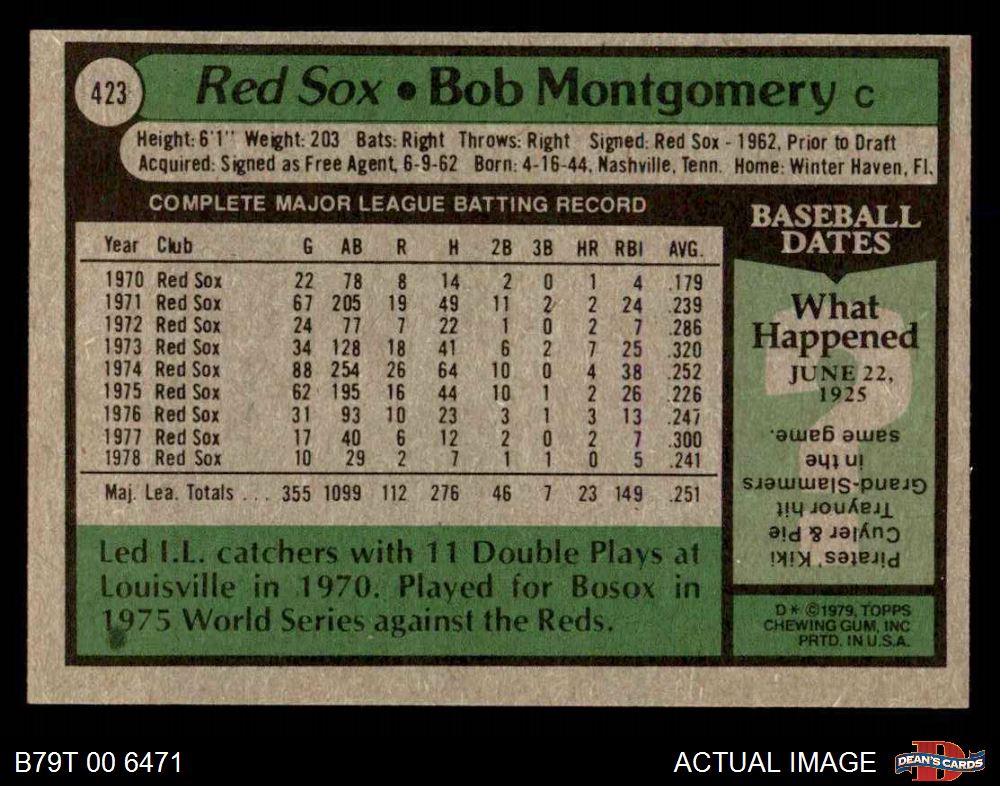 423
Red Sox • Bob Montgomery C
Height: 6'1" Weight: 203 Bats: Right Throws: Right Signed: Red Sox - 1962, Prior to Draft
Acquired: Signed as Free Agent, 6-9-62 Born: 4-16-44, Nashville, Tenn. Home: Winter Haven, Fl.
COMPLETE MAJOR LEAGUE BATTING RECORD
Year Club G AB R H 2B 3B HR RBI AVG.
1970 Red Sox 22 78 8 14 2 0 1 4 .179
1971 Red Sox 67 205 19 49 11 2 2 24 .239
1972 Red Sox 24 77 7 22 1 0 2 7 .286
1973 Red Sox 34 128 18 41 6 2 7 25 .320
1974 Red Sox 88 254 26 64 10 0 4 38 .252
1975 Red Sox 62 195 16 44 10 1 2 26 .226
1976 Red Sox 31 93 10 23 3 1 3 13 .247
1977 Red Sox 17 40 6 12 2 0 2 7 .300
1978 Red Sox 10 29 2 7 1 1 0 5 .241
Maj. Lea. Totals ... 355 1099 112 276 46 7 23 149 .251
Led I.L. catchers with 11 Double Plays at
Louisville in 1970. Played for Bosox in
1975 World Series against the Reds.
BASEBALL
DATES
What
Happened
JUNE 22,
1925
Pirates' Kiki
Cuyler & Pie
Traynor hit
Grand-Slammers
in the
same game.
D* ©1979, TOPPS
CHEWING GUM, INC
PRTD. IN U.S.A.
B79T 00 6471
ACTUAL IMAGE
DEAN'S CARDS